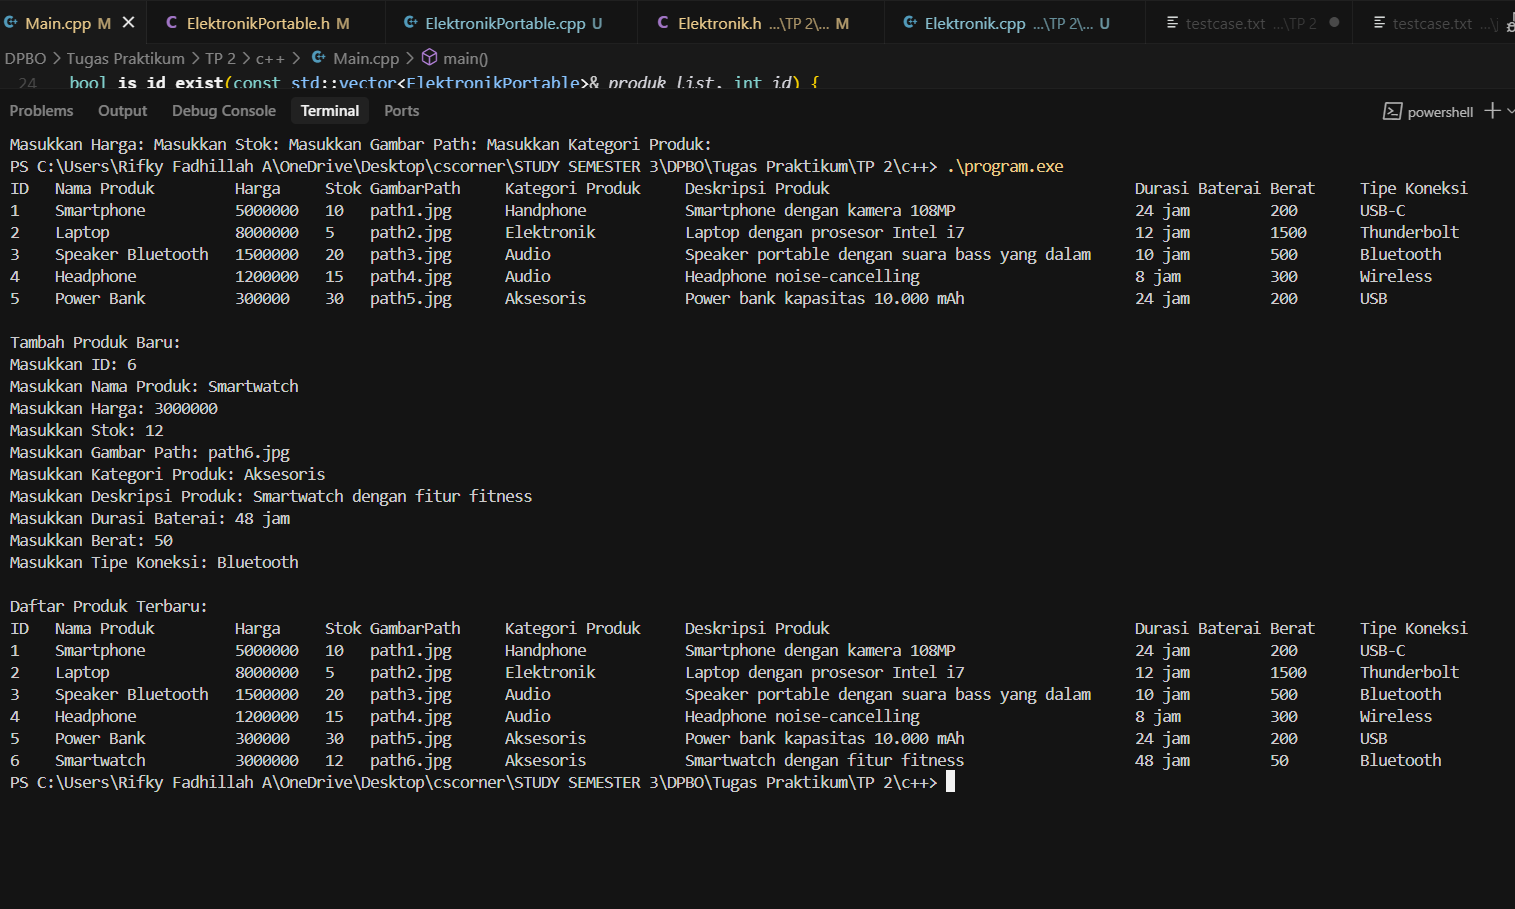 Main.cpp M
ElektronikPortable.h M
ElektronikPortable.cpp U
Elektronik.h ...\TP 2\... M
Elektronik.cpp ...\TP 2\... U
testcase.txt ...\TP 2
testcase.txt ...\j
DPBO > Tugas Praktikum > TP 2 > c++ > Main.cpp > main()
24 bool is_id_exist(const std::vector<ElektronikPortable>& produk_list, int id) {
Problems Output Debug Console Terminal Ports powershell
Masukkan Harga: Masukkan Stok: Masukkan Gambar Path: Masukkan Kategori Produk:
PS C:\Users\Rifky Fadhillah A\OneDrive\Desktop\cscorner\STUDY SEMESTER 3\DPBO\Tugas Praktikum\TP 2\c++> .\program.exe
ID Nama Produk Harga Stok GambarPath Kategori Produk Deskripsi Produk Durasi Baterai Berat Tipe Koneksi
1 Smartphone 5000000 10 path1.jpg Handphone Smartphone dengan kamera 108MP 24 jam 200 USB-C
2 Laptop 8000000 5 path2.jpg Elektronik Laptop dengan prosesor Intel i7 12 jam 1500 Thunderbolt
3 Speaker Bluetooth 1500000 20 path3.jpg Audio Speaker portable dengan suara bass yang dalam 10 jam 500 Bluetooth
4 Headphone 1200000 15 path4.jpg Audio Headphone noise-cancelling 8 jam 300 Wireless
5 Power Bank 300000 30 path5.jpg Aksesoris Power bank kapasitas 10.000 mAh 24 jam 200 USB
Tambah Produk Baru:
Masukkan ID: 6
Masukkan Nama Produk: Smartwatch
Masukkan Harga: 3000000
Masukkan Stok: 12
Masukkan Gambar Path: path6.jpg
Masukkan Kategori Produk: Aksesoris
Masukkan Deskripsi Produk: Smartwatch dengan fitur fitness
Masukkan Durasi Baterai: 48 jam
Masukkan Berat: 50
Masukkan Tipe Koneksi: Bluetooth
Daftar Produk Terbaru:
ID Nama Produk Harga Stok GambarPath Kategori Produk Deskripsi Produk Durasi Baterai Berat Tipe Koneksi
1 Smartphone 5000000 10 path1.jpg Handphone Smartphone dengan kamera 108MP 24 jam 200 USB-C
2 Laptop 8000000 5 path2.jpg Elektronik Laptop dengan prosesor Intel i7 12 jam 1500 Thunderbolt
3 Speaker Bluetooth 1500000 20 path3.jpg Audio Speaker portable dengan suara bass yang dalam 10 jam 500 Bluetooth
4 Headphone 1200000 15 path4.jpg Audio Headphone noise-cancelling 8 jam 300 Wireless
5 Power Bank 300000 30 path5.jpg Aksesoris Power bank kapasitas 10.000 mAh 24 jam 200 USB
6 Smartwatch 3000000 12 path6.jpg Aksesoris Smartwatch dengan fitur fitness 48 jam 50 Bluetooth
PS C:\Users\Rifky Fadhillah A\OneDrive\Desktop\cscorner\STUDY SEMESTER 3\DPBO\Tugas Praktikum\TP 2\c++>